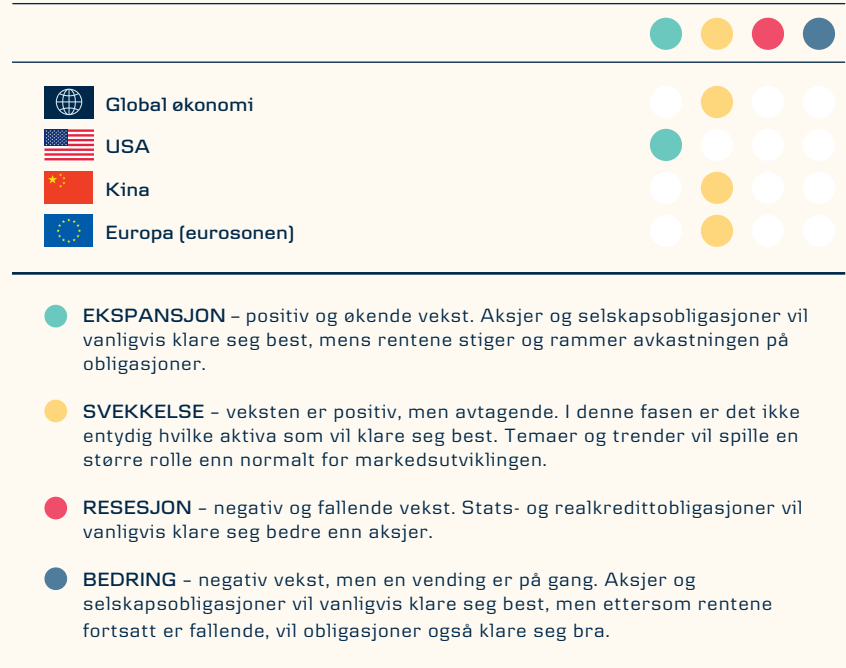 Global økonomi
USA
Kina
Europa (eurosonen)
EKSPANSJON – positiv og økende vekst. Aksjer og selskapsobligasjoner vil
vanligvis klare seg best, mens rentene stiger og rammer avkastningen på
obligasjoner.
SVEKKELSE – veksten er positiv, men avtagende. I denne fasen er det ikke
entydig hvilke aktiva som vil klare seg best. Temaer og trender vil spille en
større rolle enn normalt for markedsutviklingen.
RESESJON – negativ og fallende vekst. Stats- og realkredittobligasjoner vil
vanligvis klare seg bedre enn aksjer.
BEDRING – negativ vekst, men en vending er på gang. Aksjer og
selskapsobligasjoner vil vanligvis klare seg best, men ettersom rentene
fortsatt er fallende, vil obligasjoner også klare seg bra.